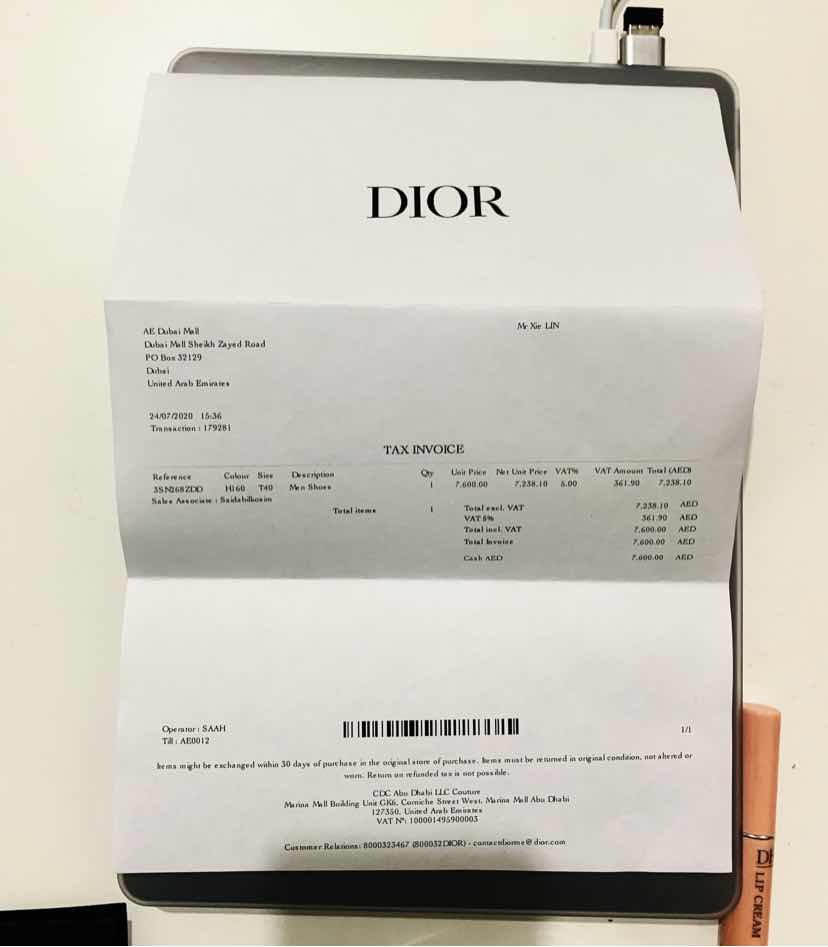 DIOR
AE Dubai Mall
Dubai Mall Sheikh Zayed Road
PO Box 32129
Dubai
United Arab Emirates
Mr Xie LIN
24/07/2020 15:36
Transaction : 179281
TAX INVOICE
Reference Colour Size Description Qty Unit Price Net Unit Price VAT% VAT Amount Total (AED)
3SN268ZDD H160 T40 Men Shoes 1 7,600.00 7,238.10 5.00 361.90 7,238.10
Sales Associate : Saidabilkosim
Total items 1 Total excl. VAT 7,238.10 AED
VAT 5% 361.90 AED
Total incl. VAT 7,600.00 AED
Total Invoice 7,600.00 AED
Cash AED 7,600.00 AED
Operator : SAAH
Till : AE0012
1/1
Items might be exchanged within 30 days of purchase in the original store of purchase. Items must be returned in original condition, not altered or
worn. Return on refunded tax is not possible.
CDC Abu Dhabi LLC Couture
Marina Mall Building Unit GK6, Corniche Street West, Marina Mall Abu Dhabi
127350, United Arab Emirates
VAT N°: 100001495900003
Customer Relations: 8000323467 (800032DIOR) - contactdiorme@dior.com
LIP CREAM